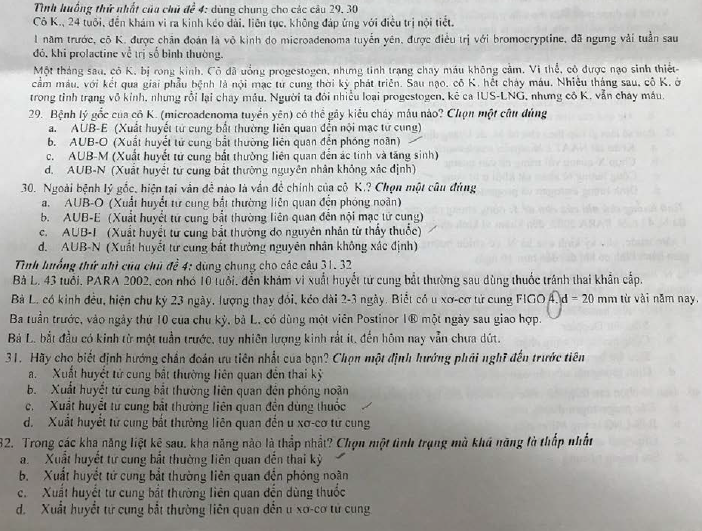 Tình huống thứ nhất của chủ đề 4: dùng chung cho các câu 29, 30
Cô K., 24 tuổi, đến khám vì ra kinh kéo dài, liên tục, không đáp ứng với điều trị nội tiết.
1 năm trước, cô K. được chẩn đoán là vô kinh do microadenoma tuyến yên, được điều trị với bromocryptine, đã ngưng vài tuần sau
đó, khi prolactine về trị số bình thường.
Một tháng sau, cô K. bị rong kinh. Cô đã uống progestogen, nhưng tình trạng chảy máu không cầm. Vì thế, cô được nạo sinh thiết-
cầm máu, với kết quả giải phẫu bệnh là nội mạc tử cung thời kỳ phát triển. Sau nạo, cô K. hết chảy máu. Nhiều tháng sau, cô K. ở
trong tình trạng vô kinh, nhưng rồi lại chảy máu. Người ta đổi nhiều loại progestogen, kể cả IUS-LNG, nhưng cô K. vẫn chảy máu.
29. Bệnh lý gốc của cô K. (microadenoma tuyến yên) có thể gây kiểu chảy máu nào? Chọn một câu đúng
a. AUB-E (Xuất huyết tử cung bất thường liên quan đến nội mạc tử cung)
b. AUB-O (Xuất huyết tử cung bất thường liên quan đến phóng noãn)
c. AUB-M (Xuất huyết tử cung bất thường liên quan đến ác tính và tăng sinh)
d. AUB-N (Xuất huyết tử cung bất thường nguyên nhân không xác định)
30. Ngoài bệnh lý gốc, hiện tại vấn đề nào là vấn đề chính của cô K.? Chọn một câu đúng
a. AUB-O (Xuất huyết tử cung bất thường liên quan đến phóng noãn)
b. AUB-E (Xuất huyết tử cung bất thường liên quan đến nội mạc tử cung)
c. AUB-I (Xuất huyết tử cung bất thường do nguyên nhân từ thầy thuốc)
d. AUB-N (Xuất huyết tử cung bất thường nguyên nhân không xác định)
Tình huống thứ nhì của chủ đề 4: dùng chung cho các câu 31, 32
Bà L. 43 tuổi, PARA 2002, con nhỏ 10 tuổi, đến khám vì xuất huyết tử cung bất thường sau dùng thuốc tránh thai khẩn cấp.
Bà L. có kinh đều, hiện chu kỳ 23 ngày, lượng thay đổi, kéo dài 2-3 ngày. Biết có u xơ-cơ tử cung FIGO 4, d = 20 mm từ vài năm nay.
Ba tuần trước, vào ngày thứ 10 của chu kỳ, bà L. có dùng một viên Postinor 1® một ngày sau giao hợp.
Bà L. bắt đầu có kinh từ một tuần trước, tuy nhiên lượng kinh rất ít, đến hôm nay vẫn chưa dứt.
31. Hãy cho biết định hướng chẩn đoán ưu tiên nhất của bạn? Chọn một định hướng phải nghĩ đến trước tiên
a. Xuất huyết tử cung bất thường liên quan đến thai kỳ
b. Xuất huyết tử cung bất thường liên quan đến phóng noãn
c. Xuất huyết tử cung bất thường liên quan đến dùng thuốc
d. Xuất huyết tử cung bất thường liên quan đến u xơ-cơ tử cung
32. Trong các khả năng liệt kê sau, khả năng nào là thấp nhất? Chọn một tình trạng mà khả năng là thấp nhất
a. Xuất huyết tử cung bất thường liên quan đến thai kỳ
b. Xuất huyết tử cung bất thường liên quan đến phóng noãn
c. Xuất huyết tử cung bất thường liên quan đến dùng thuốc
d. Xuất huyết tử cung bất thường liên quan đến u xơ-cơ tử cung